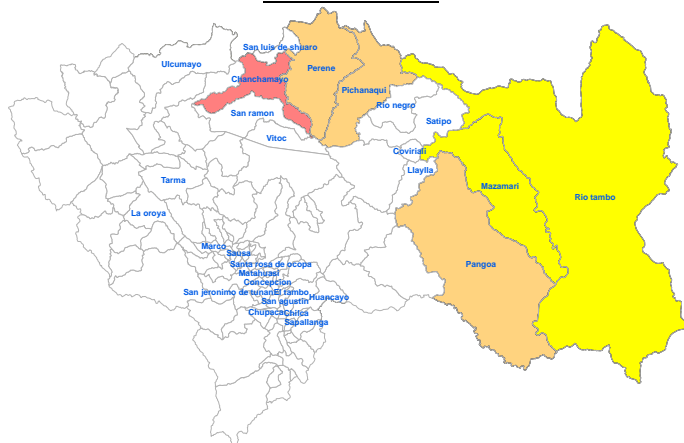 San luis de shuaro
Ulcumayo
Perene
Chanchamayo
Pichanaqui
Rio negro
San ramon
Satipo
Vitoc
Coviriali
Llaylla
Tarma
Mazamari
Rio tambo
La oroya
Marco
Sausa
Santa rosa de ocopa
Pangoa
Matahuasi
Concepcion
San jeronimo de tunan
El tambo
Huancayo
San agustin
Chupaca
Chilca
Sapallanga